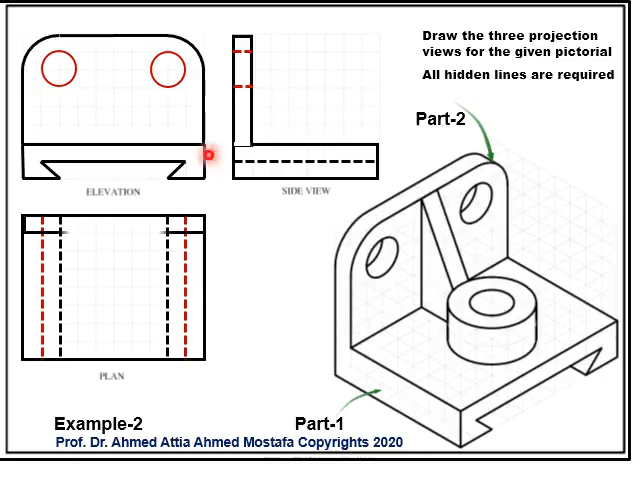 Draw the three projection
views for the given pictorial
All hidden lines are required
Part-2
ELEVATION
SIDE VIEW
PLAN
Example-2
Part-1
Prof. Dr. Ahmed Attia Ahmed Mostafa Copyrights 2020